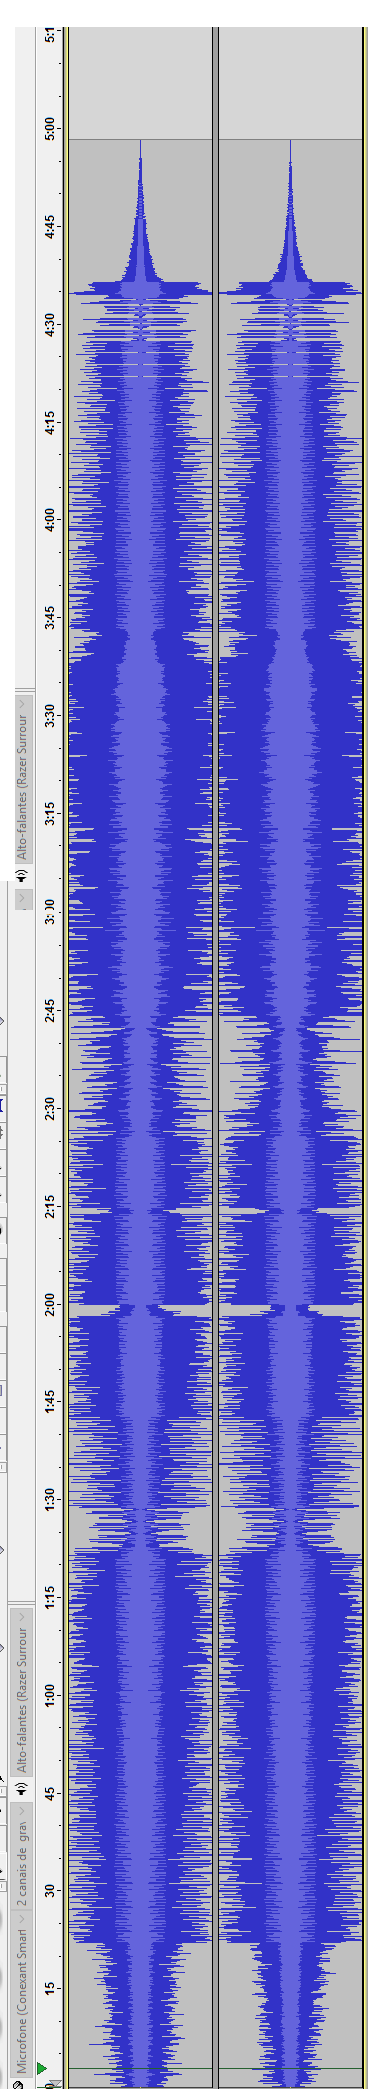 Microfone (Conexant Smart 2 canais de grav Alto-falantes (Razer Surrour Alto-falantes (Razer Surrour
0 15 30 45 1:00 1:15 1:30 1:45 2:00 2:15 2:30 2:45 3:00 3:15 3:30 3:45 4:00 4:15 4:30 4:45 5:00 5:1